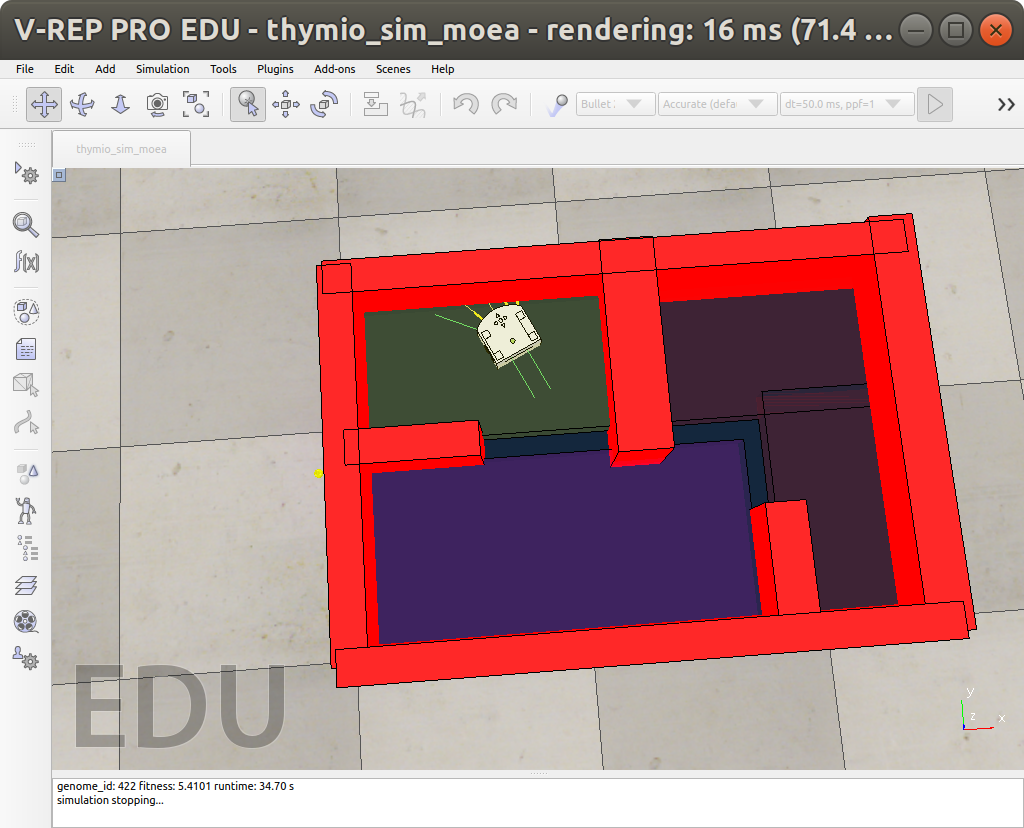 V-REP PRO EDU - thymio_sim_moea - rendering: 16 ms (71.4 ...
File Edit Add Simulation Tools Plugins Add-ons Scenes Help
Bullet Accurate (defa dt=50.0 ms, ppf=1
thymio_sim_moea
f(x)
EDU
y
z x
genome_id: 422 fitness: 5.4101 runtime: 34.70 s
simulation stopping...